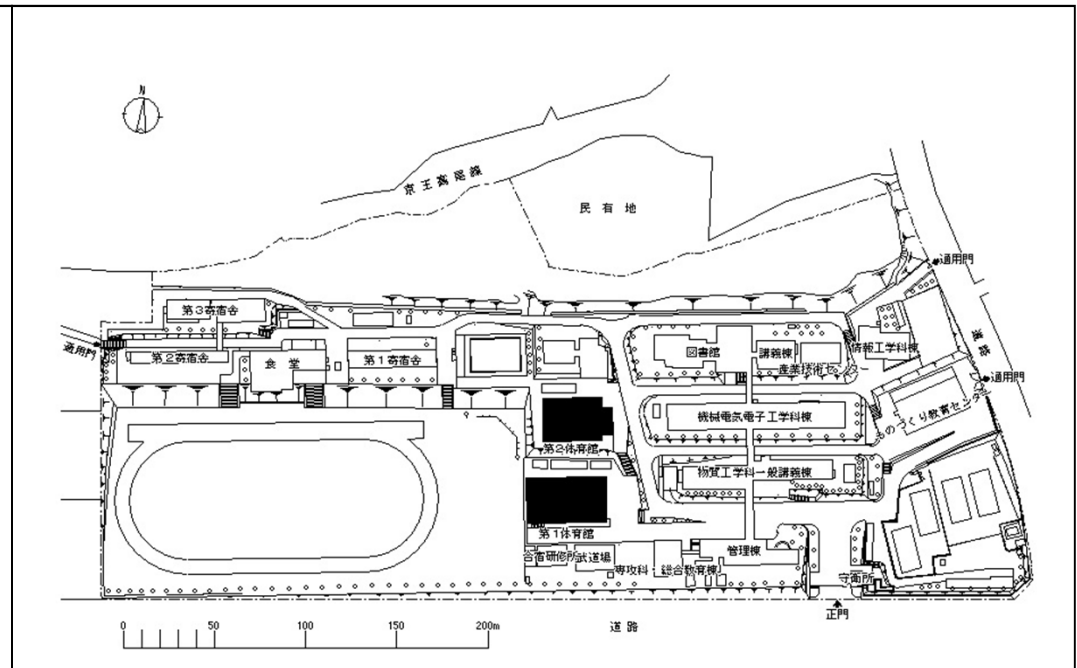 N
京王高尾線
民有地
通用門
道路
第3寄宿舎
通用門
第2寄宿舎
食堂
第1寄宿舎
図書館
講義棟
情報工学科棟
産業技術センター
通用門
機械電気電子工学科棟
ものづくり教育センター
第2体育館
物質工学科一般講義棟
第1体育館
合宿研修所
武道場
専攻科・総合教育棟
管理棟
守衛所
正門
0 50 100 150 200m
道路